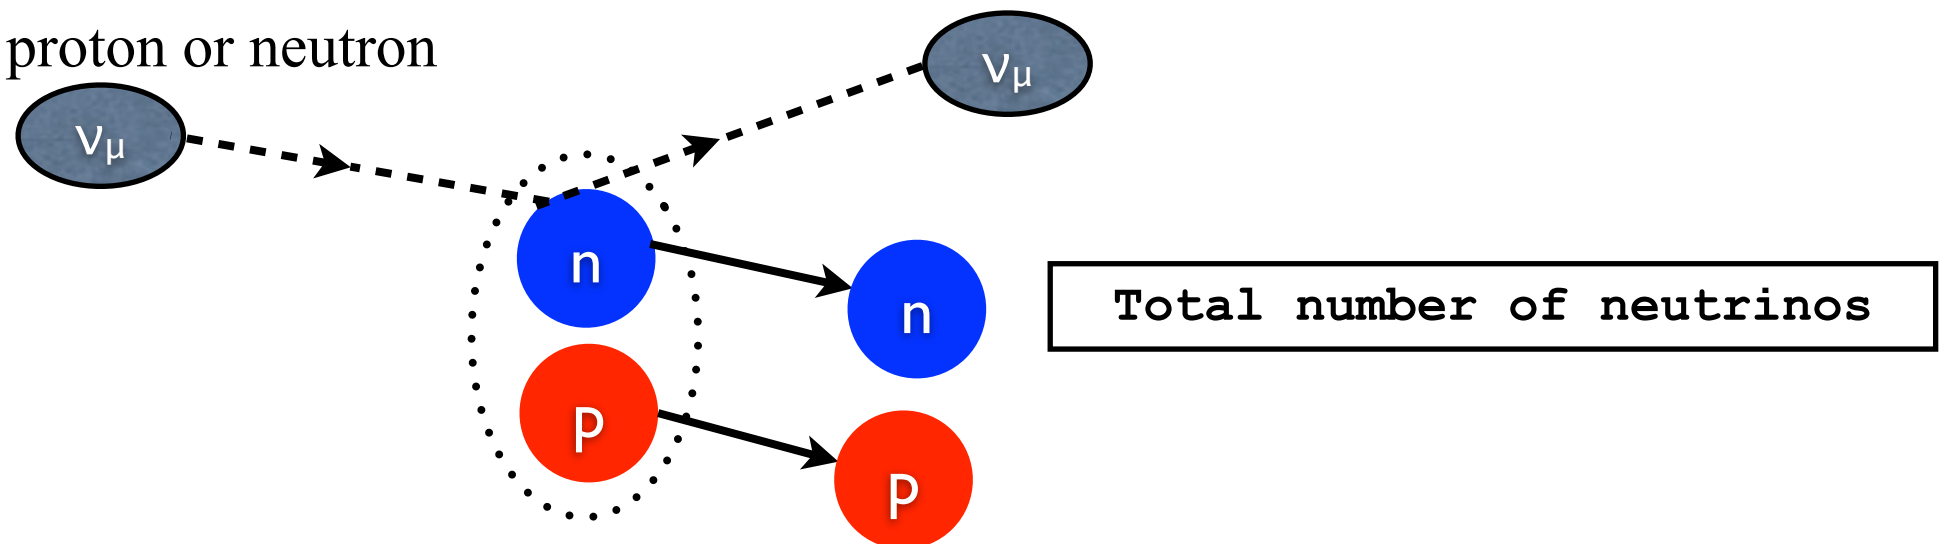 proton or neutron
νμ
νμ
n
n
Total number of neutrinos
p
p